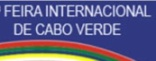 FEIRA INTERNACIONAL
DE CABO VERDE